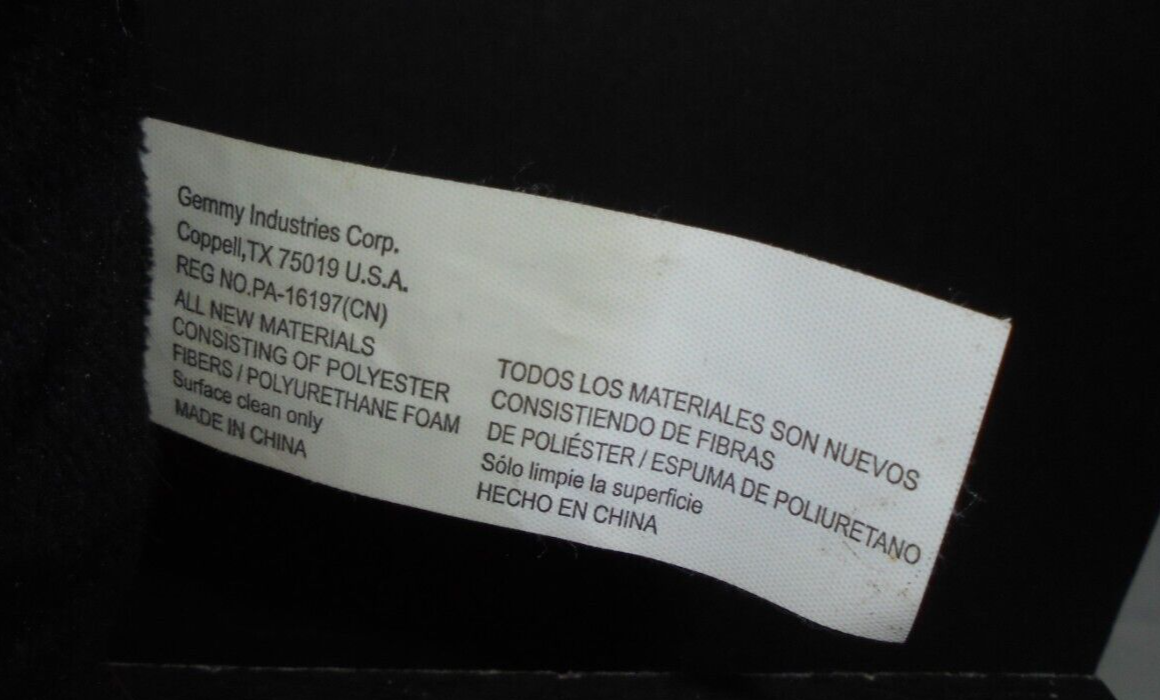 Gemmy Industries Corp.
Coppell,TX 75019 U.S.A.
REG NO.PA-16197(CN)
ALL NEW MATERIALS
CONSISTING OF POLYESTER
FIBERS / POLYURETHANE FOAM
Surface clean only
MADE IN CHINA
TODOS LOS MATERIALES SON NUEVOS
CONSISTIENDO DE FIBRAS
DE POLIÉSTER / ESPUMA DE POLIURETANO
Sólo limpie la superficie
HECHO EN CHINA